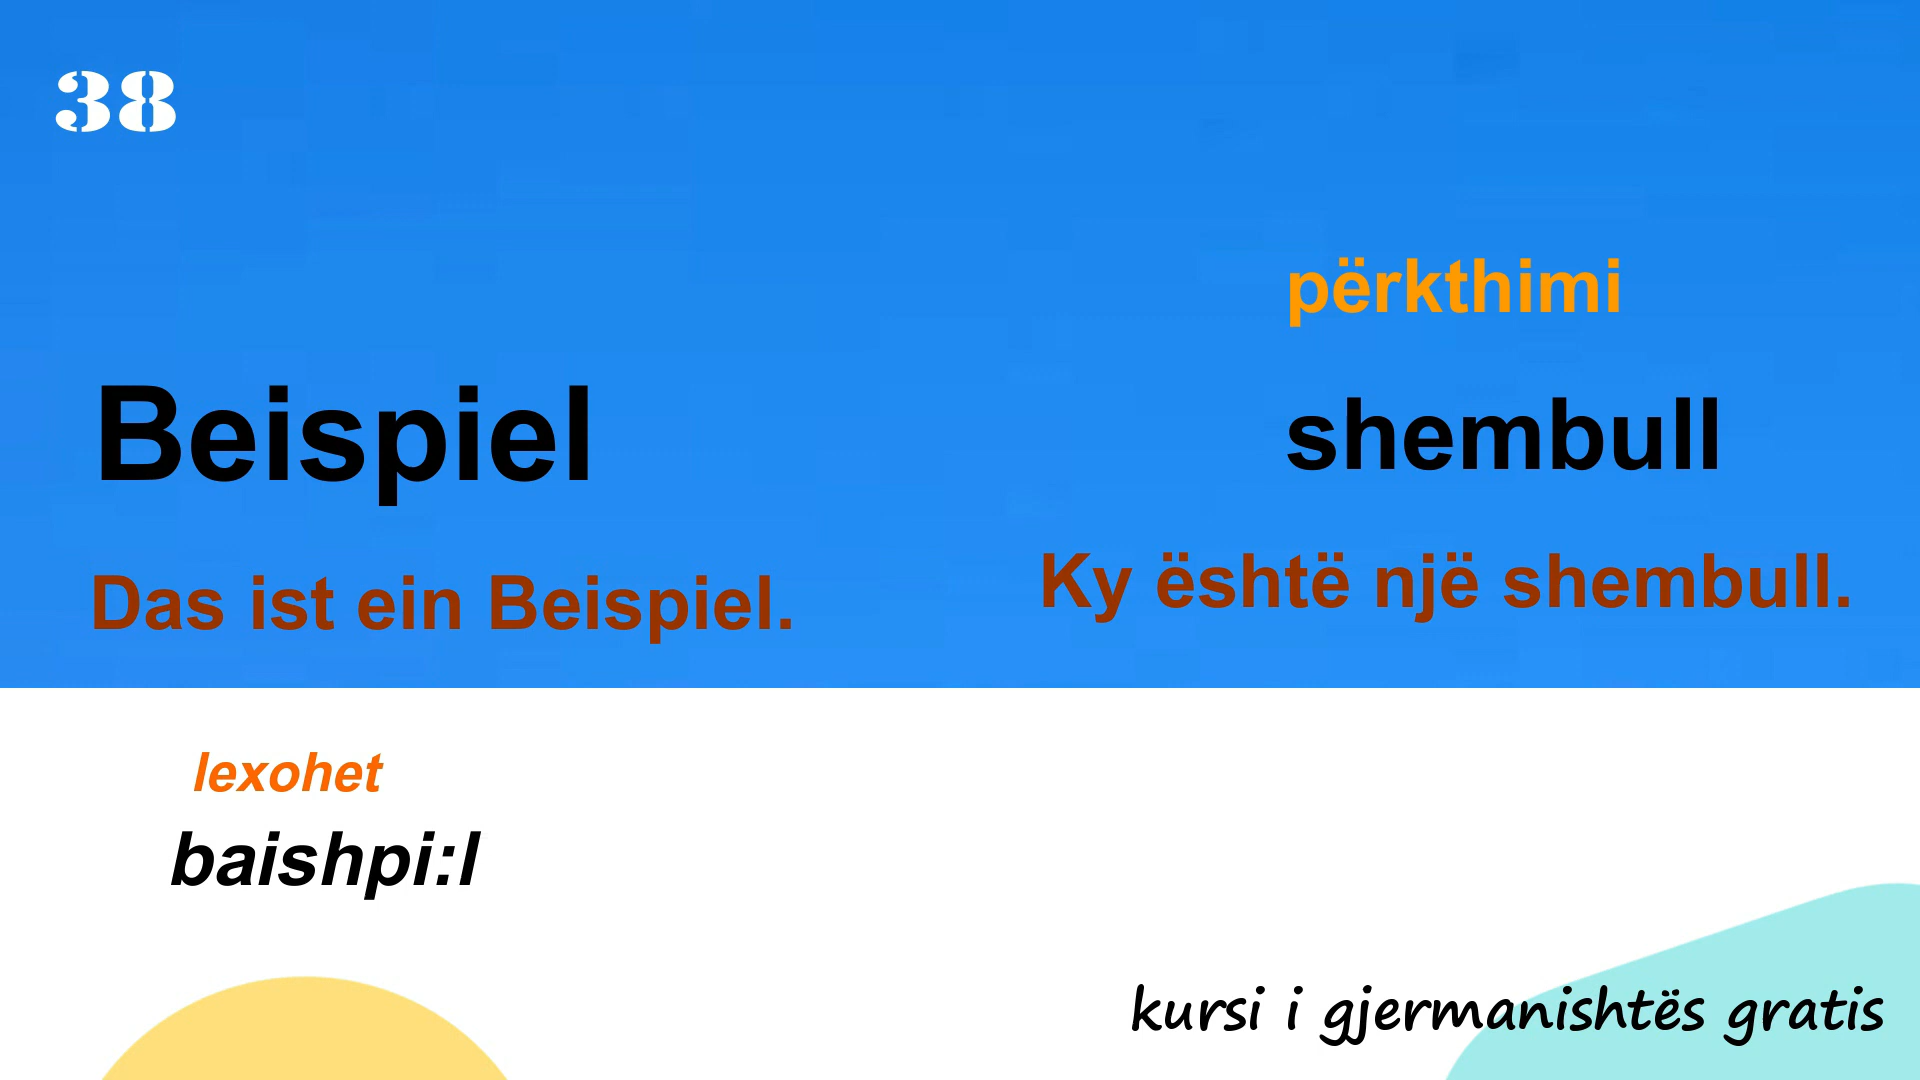 38
Beispiel
Das ist ein Beispiel.
përkthimi
shembull
Ky është një shembull.
lexohet
baishpi:l
kursi i gjermanishtës gratis